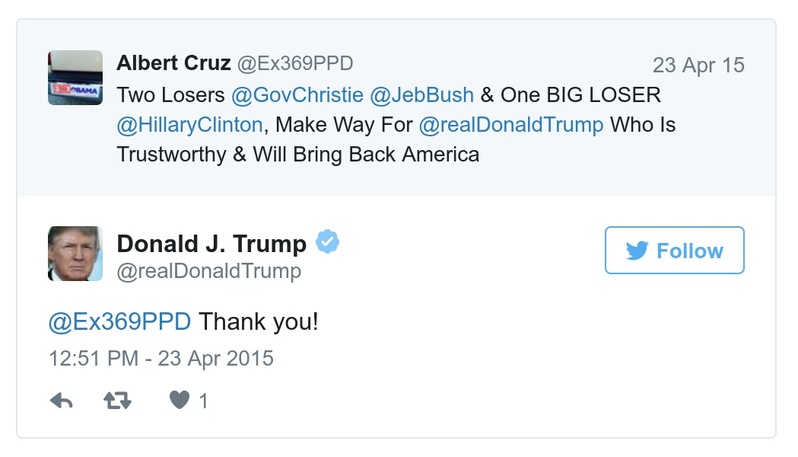 Albert Cruz @Ex369PPD 23 Apr 15
Two Losers @GovChristie @JebBush & One BIG LOSER
@HillaryClinton, Make Way For @realDonaldTrump Who Is
Trustworthy & Will Bring Back America
Donald J. Trump
@realDonaldTrump
Follow
@Ex369PPD Thank you!
12:51 PM - 23 Apr 2015
1